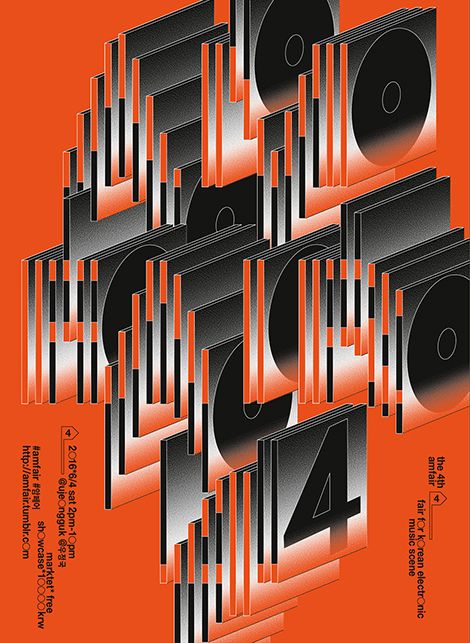 4
the 4th
amfair 4
fair for korean electronic
music scene
4
2016*6/4 sat 2pm-10pm
@ujeongguk @우정국
marktet* free
showcase*10000krw
#amfair #암페어
http://amfair.tumblr.com